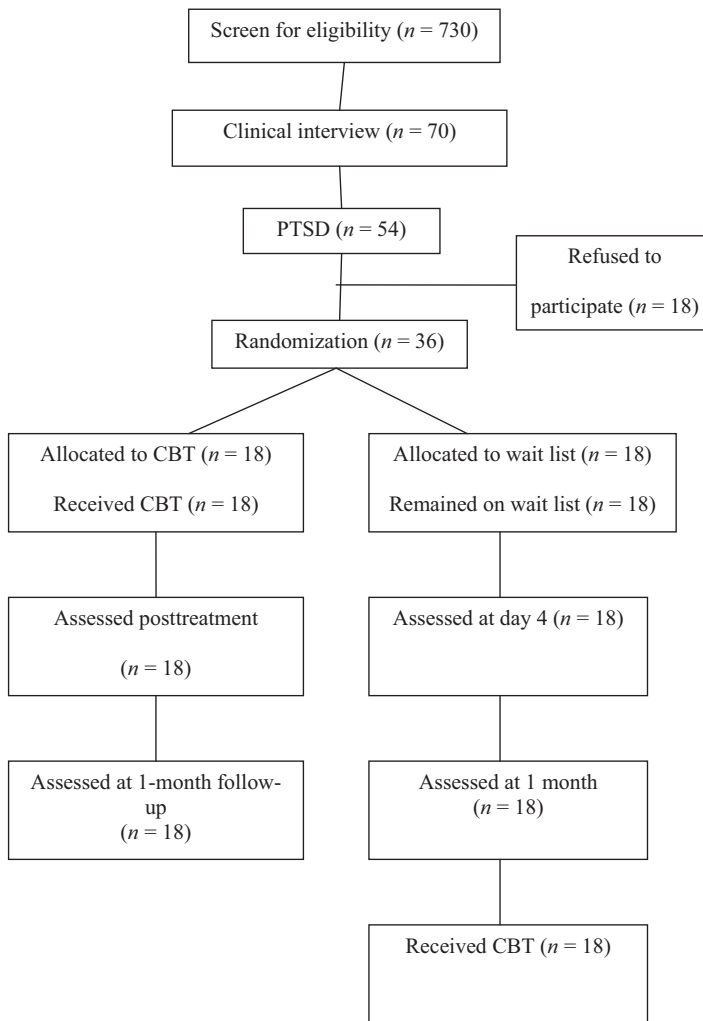 Screen for eligibility (n = 730)
Clinical interview (n = 70)
PTSD (n = 54)
Refused to
participate (n = 18)
Randomization (n = 36)
Allocated to CBT (n = 18)
Received CBT (n = 18)
Allocated to wait list (n = 18)
Remained on wait list (n = 18)
Assessed posttreatment
(n = 18)
Assessed at day 4 (n = 18)
Assessed at 1-month follow-
up
(n = 18)
Assessed at 1 month
(n = 18)
Received CBT (n = 18)